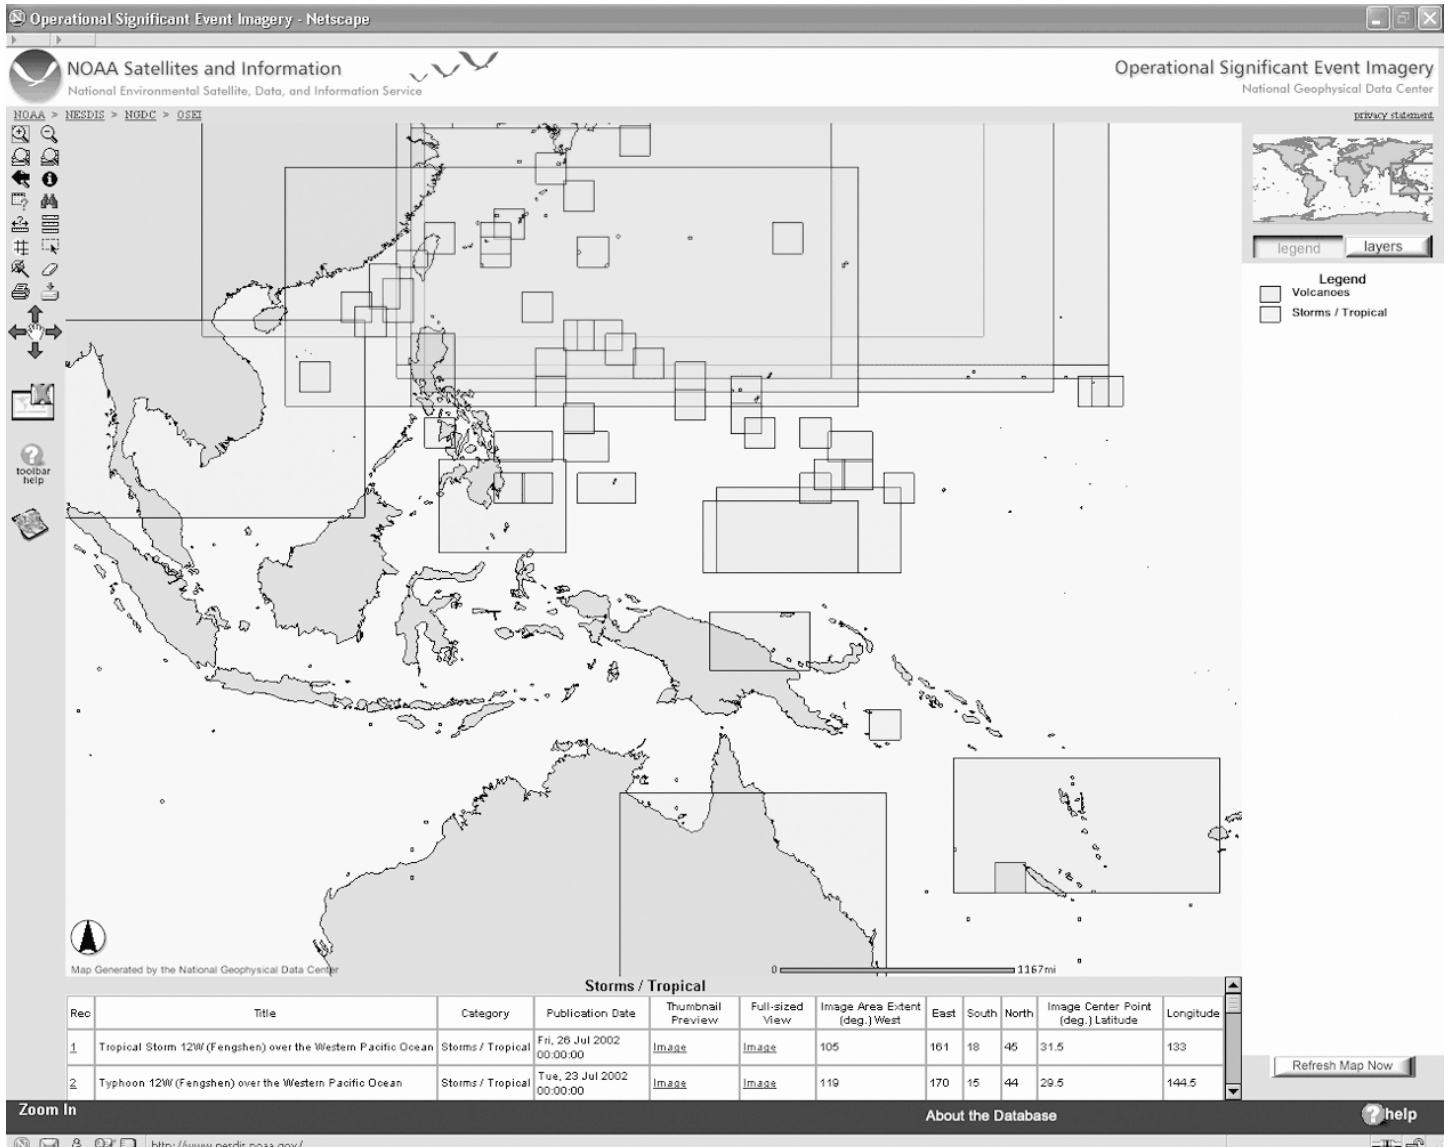 Operational Significant Event Imagery - Netscape
NOAA Satellites and Information
National Environmental Satellite, Data, and Information Service
Operational Significant Event Imagery
National Geophysical Data Center
NOAA > NESDIS > NGDC > OSEI
privacy statement
legend
layers
Legend
Volcanoes
Storms / Tropical
toolbar
help
Map Generated by the National Geophysical Data Center
0
1167mi
Storms / Tropical
Rec Title Category Publication Date Thumbnail Preview Full-sized View Image Area Extent (deg.) West East South North Image Center Point (deg.) Latitude Longitude
1 Tropical Storm 12W (Fengshen) over the Western Pacific Ocean Storms / Tropical Fri, 26 Jul 2002 00:00:00 Image Image 105 161 18 45 31.5 133
2 Typhoon 12W (Fengshen) over the Western Pacific Ocean Storms / Tropical Tue, 23 Jul 2002 00:00:00 Image Image 119 170 15 44 29.5 144.5
Refresh Map Now
Zoom In
About the Database
?help
http://www.nesdis.noaa.gov/